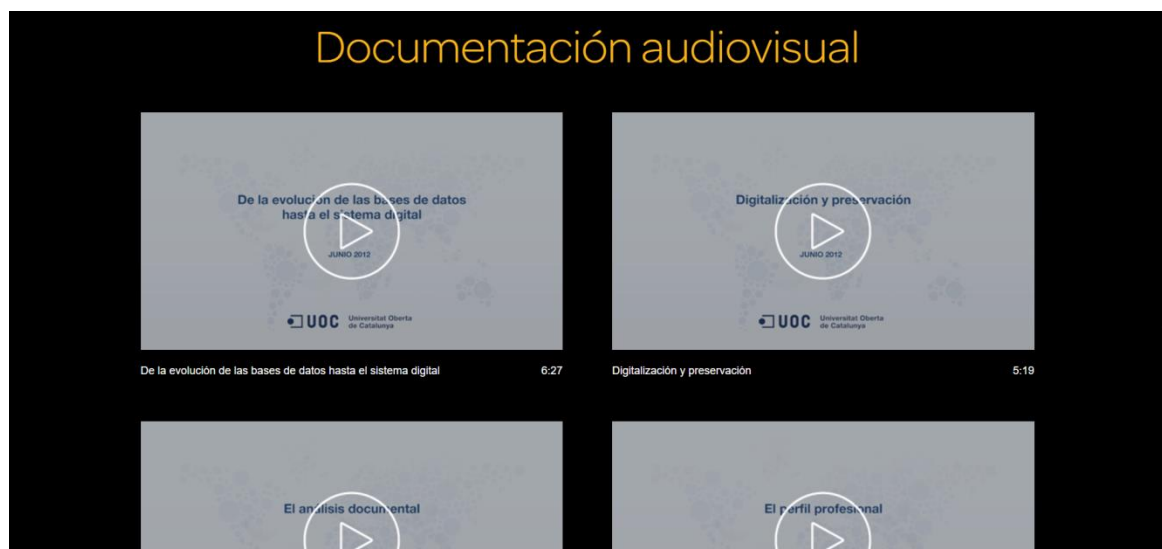 Documentación audiovisual
De la evolución de las bases de datos
hasta el sistema digital
JUNIO 2012
UOC Universitat Oberta
de Catalunya
De la evolución de las bases de datos hasta el sistema digital 6:27
Digitalización y preservación
JUNIO 2012
UOC Universitat Oberta
de Catalunya
Digitalización y preservación 5:19
El análisis documental
El perfil profesional